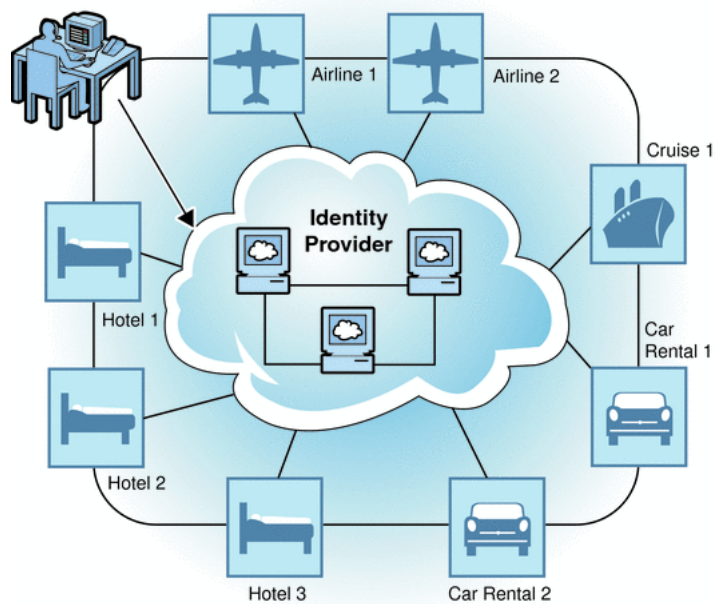 Airline 1
Airline 2
Cruise 1
Identity
Provider
Hotel 1
Car
Rental 1
Hotel 2
Hotel 3
Car Rental 2